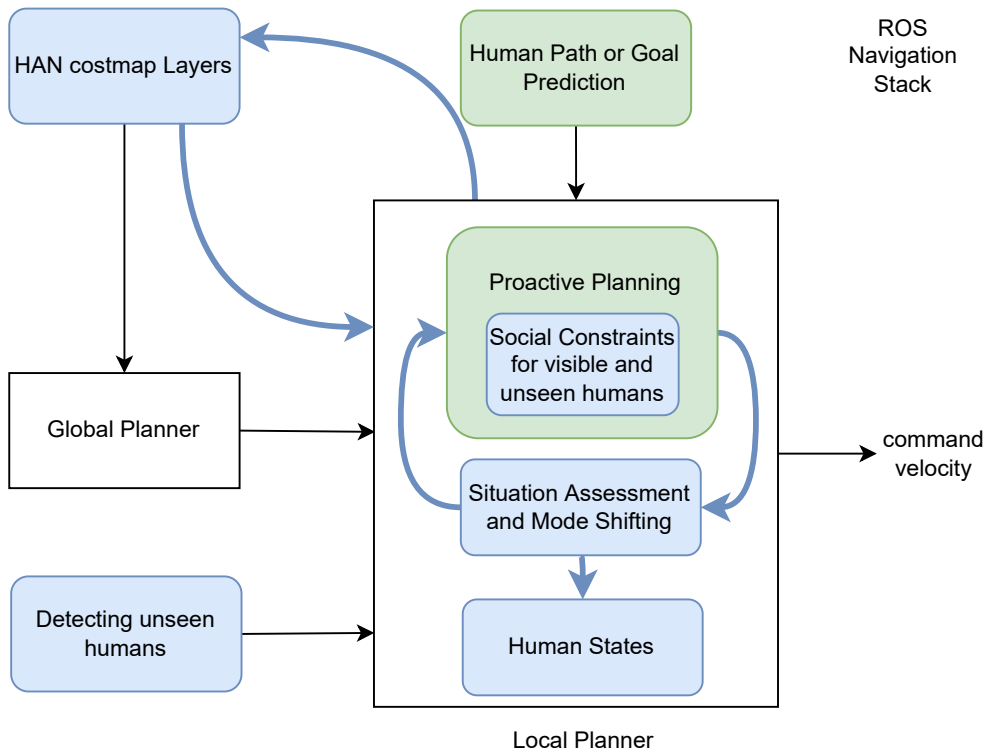 HAN costmap Layers
Human Path or Goal
Prediction
ROS
Navigation
Stack
Proactive Planning
Social Constraints
for visible and
unseen humans
Global Planner
command
velocity
Situation Assessment
and Mode Shifting
Detecting unseen
humans
Human States
Local Planner